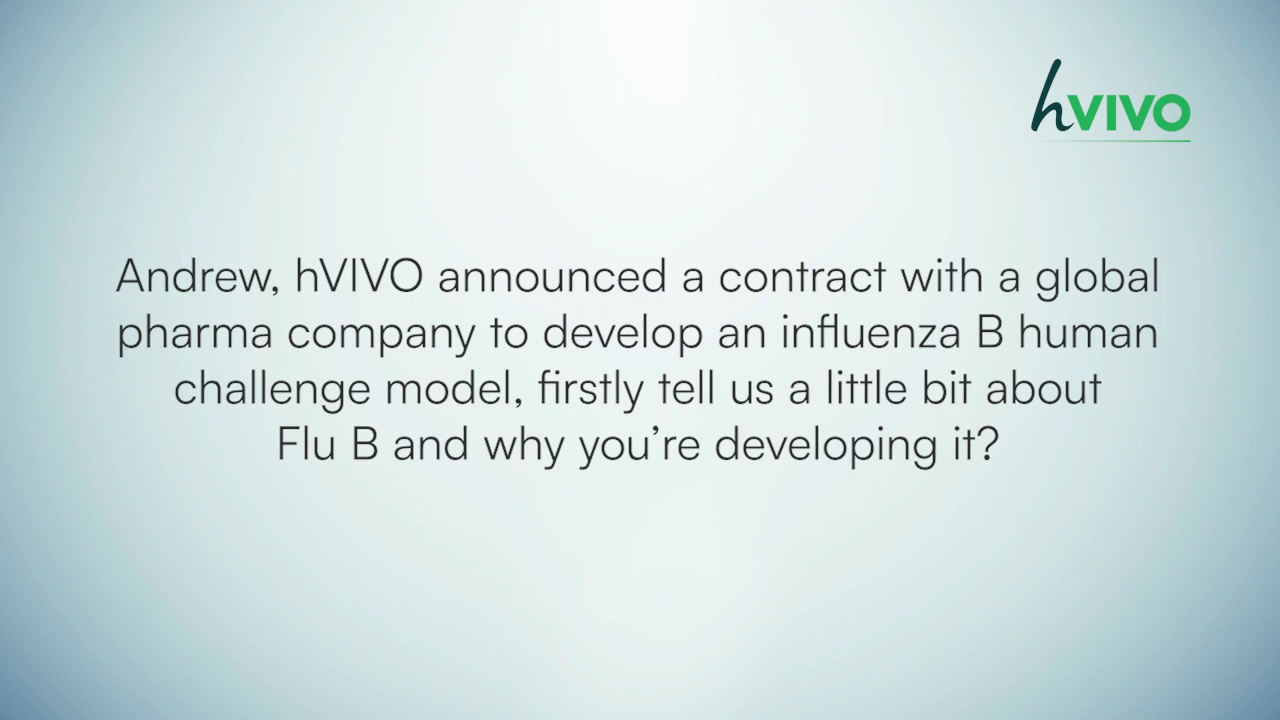 hVIVO
Andrew, hVIVO announced a contract with a global
pharma company to develop an influenza B human
challenge model, firstly tell us a little bit about
Flu B and why you’re developing it?